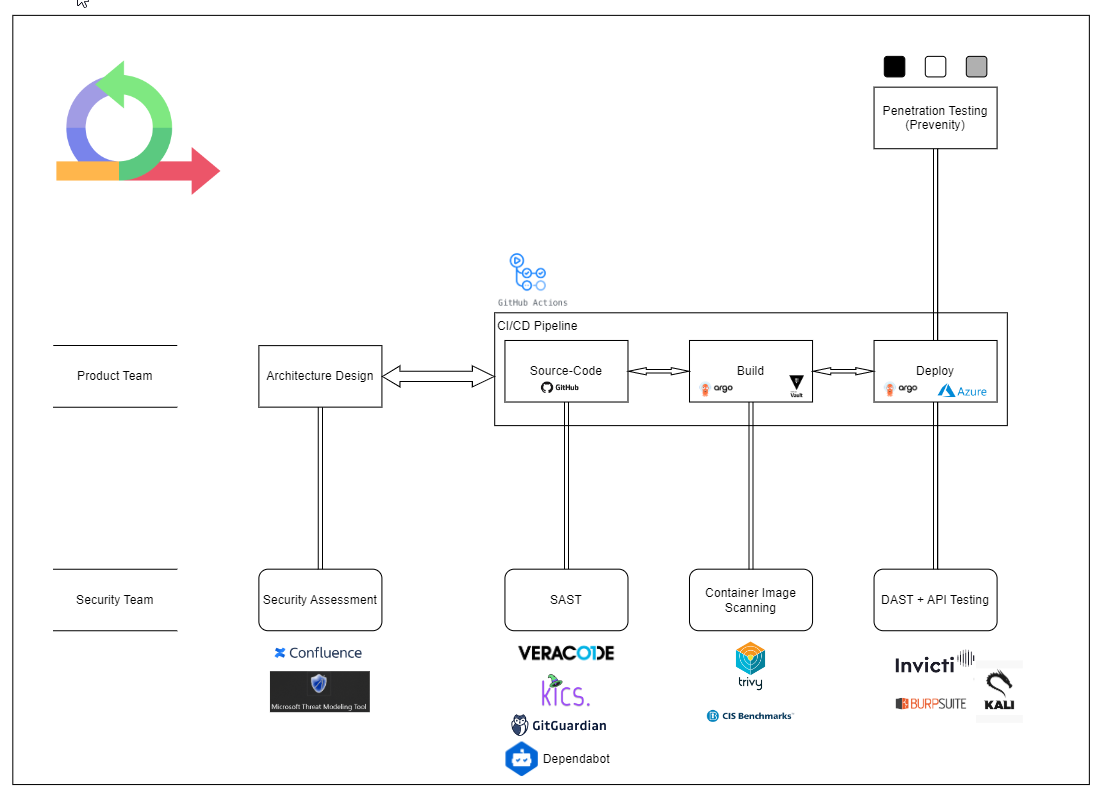 Penetration Testing
(Prevenity)
GitHub Actions
CI/CD Pipeline
Product Team
Architecture Design
Source-Code
GitHub
Build
argo
Vault
Deploy
argo
Azure
Security Team
Security Assessment
SAST
Container Image
Scanning
DAST + API Testing
Confluence
Microsoft Threat Modeling Tool
VERACODE
kics.
GitGuardian
Dependabot
trivy
CIS Benchmarks™
Invicti
BURPSUITE
KALI